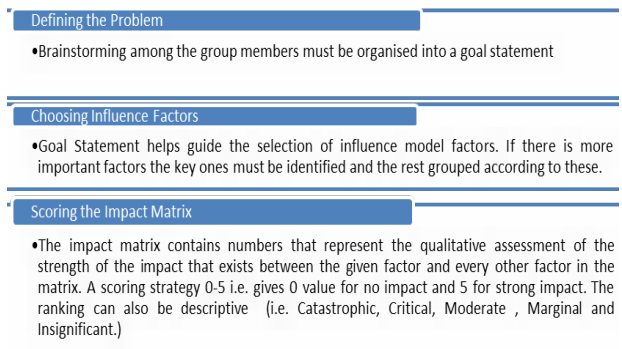 Defining the Problem
•Brainstorming among the group members must be organised into a goal statement
Choosing Influence Factors
•Goal Statement helps guide the selection of influence model factors. If there is more
important factors the key ones must be identified and the rest grouped according to these.
Scoring the Impact Matrix
•The impact matrix contains numbers that represent the qualitative assessment of the
strength of the impact that exists between the given factor and every other factor in the
matrix. A scoring strategy 0-5 i.e. gives 0 value for no impact and 5 for strong impact. The
ranking can also be descriptive (i.e. Catastrophic, Critical, Moderate , Marginal and
Insignificant.)